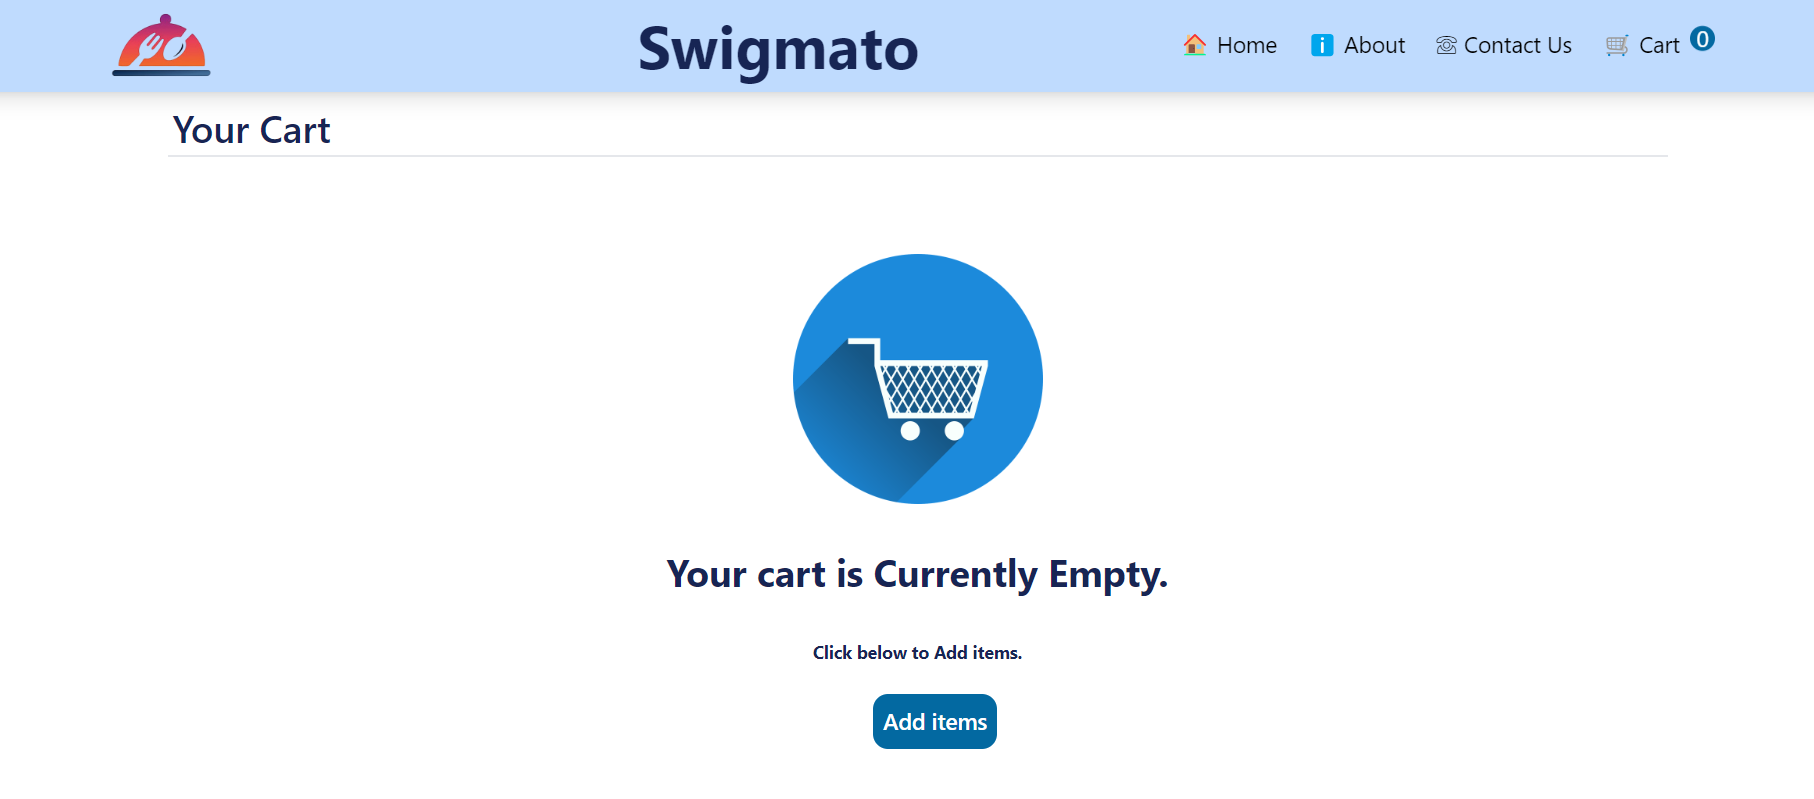 Swigmato
Home About Contact Us Cart 0
Your Cart
Your cart is Currently Empty.
Click below to Add items.
Add items